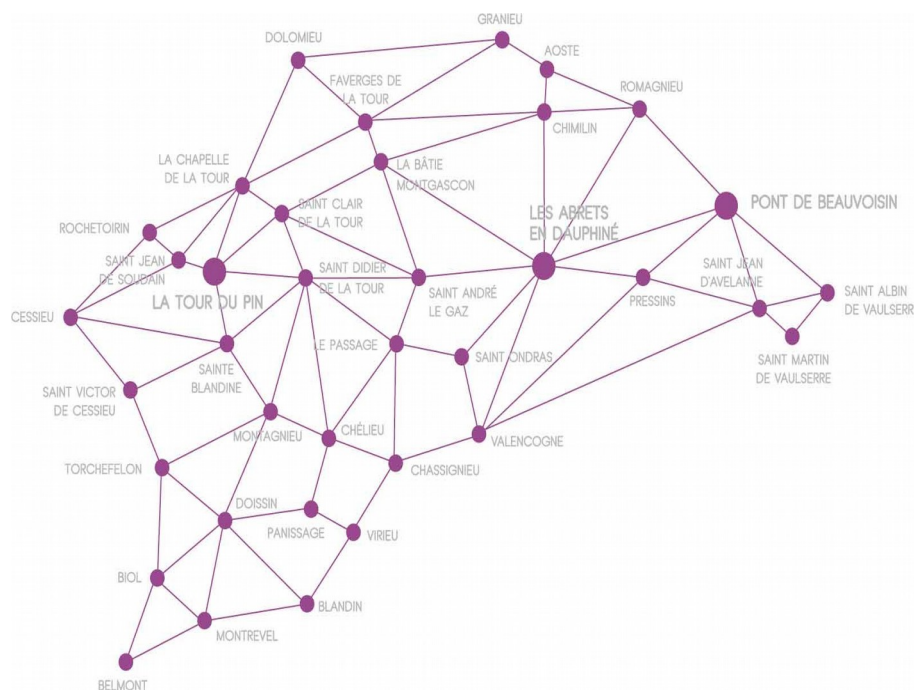 GRANIEU
DOLOMIEU
AOSTE
FAVERGES DE
LA TOUR
ROMAGNIEU
CHIMILIN
LA CHAPELLE
DE LA TOUR
LA BÂTIE
MONTGASCON
SAINT CLAIR
DE LA TOUR
PONT DE BEAUVOISIN
LES ABRETS
EN DAUPHINÉ
ROCHETOIRIN
SAINT JEAN
DE SOUDAIN
SAINT DIDIER
DE LA TOUR
SAINT JEAN
D'AVELANNE
LA TOUR DU PIN
SAINT ANDRÉ
LE GAZ
PRESSINS
SAINT ALBIN
DE VAULSERR
CESSIEU
LE PASSAGE
SAINT ONDRAS
SAINTE
BLANDINE
SAINT MARTIN
DE VAULSERRE
SAINT VICTOR
DE CESSIEU
MONTAGNIEU
CHÉLIEU
VALENCOGNE
TORCHEFELON
CHASSIGNIEU
DOISSIN
PANISSAGE
VIRIEU
BIOL
BLANDIN
MONTREVEL
BELMONT